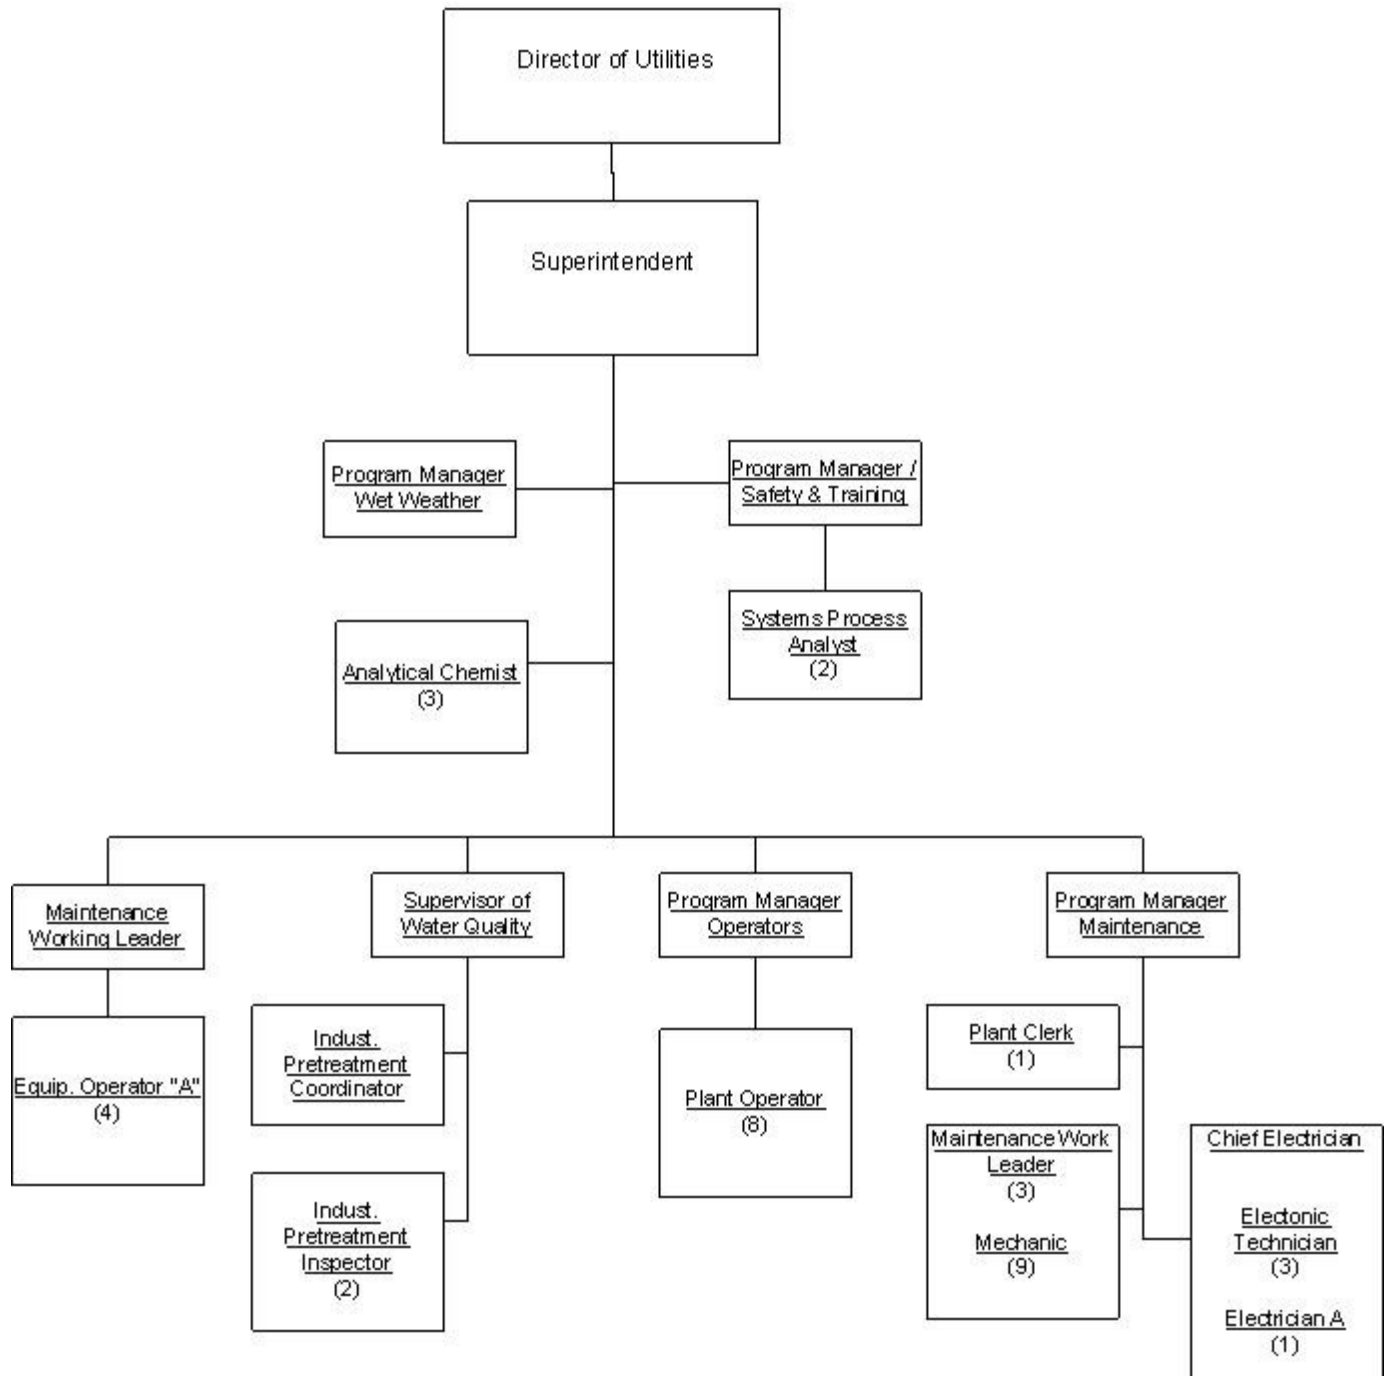 Director of Utilities
Superintendent
Program Manager
Wet Weather
Program Manager /
Safety & Training
Systems Process
Analyst
(2)
Analytical Chemist
(3)
Maintenance
Working Leader
Supervisor of
Water Quality
Program Manager
Operators
Program Manager
Maintenance
Equip. Operator "A"
(4)
Indust.
Pretreatment
Coordinator
Indust.
Pretreatment
Inspector
(2)
Plant Operator
(8)
Plant Clerk
(1)
Maintenance Work
Leader
(3)
Mechanic
(9)
Chief Electrician
Electonic
Technician
(3)
Electrician A
(1)